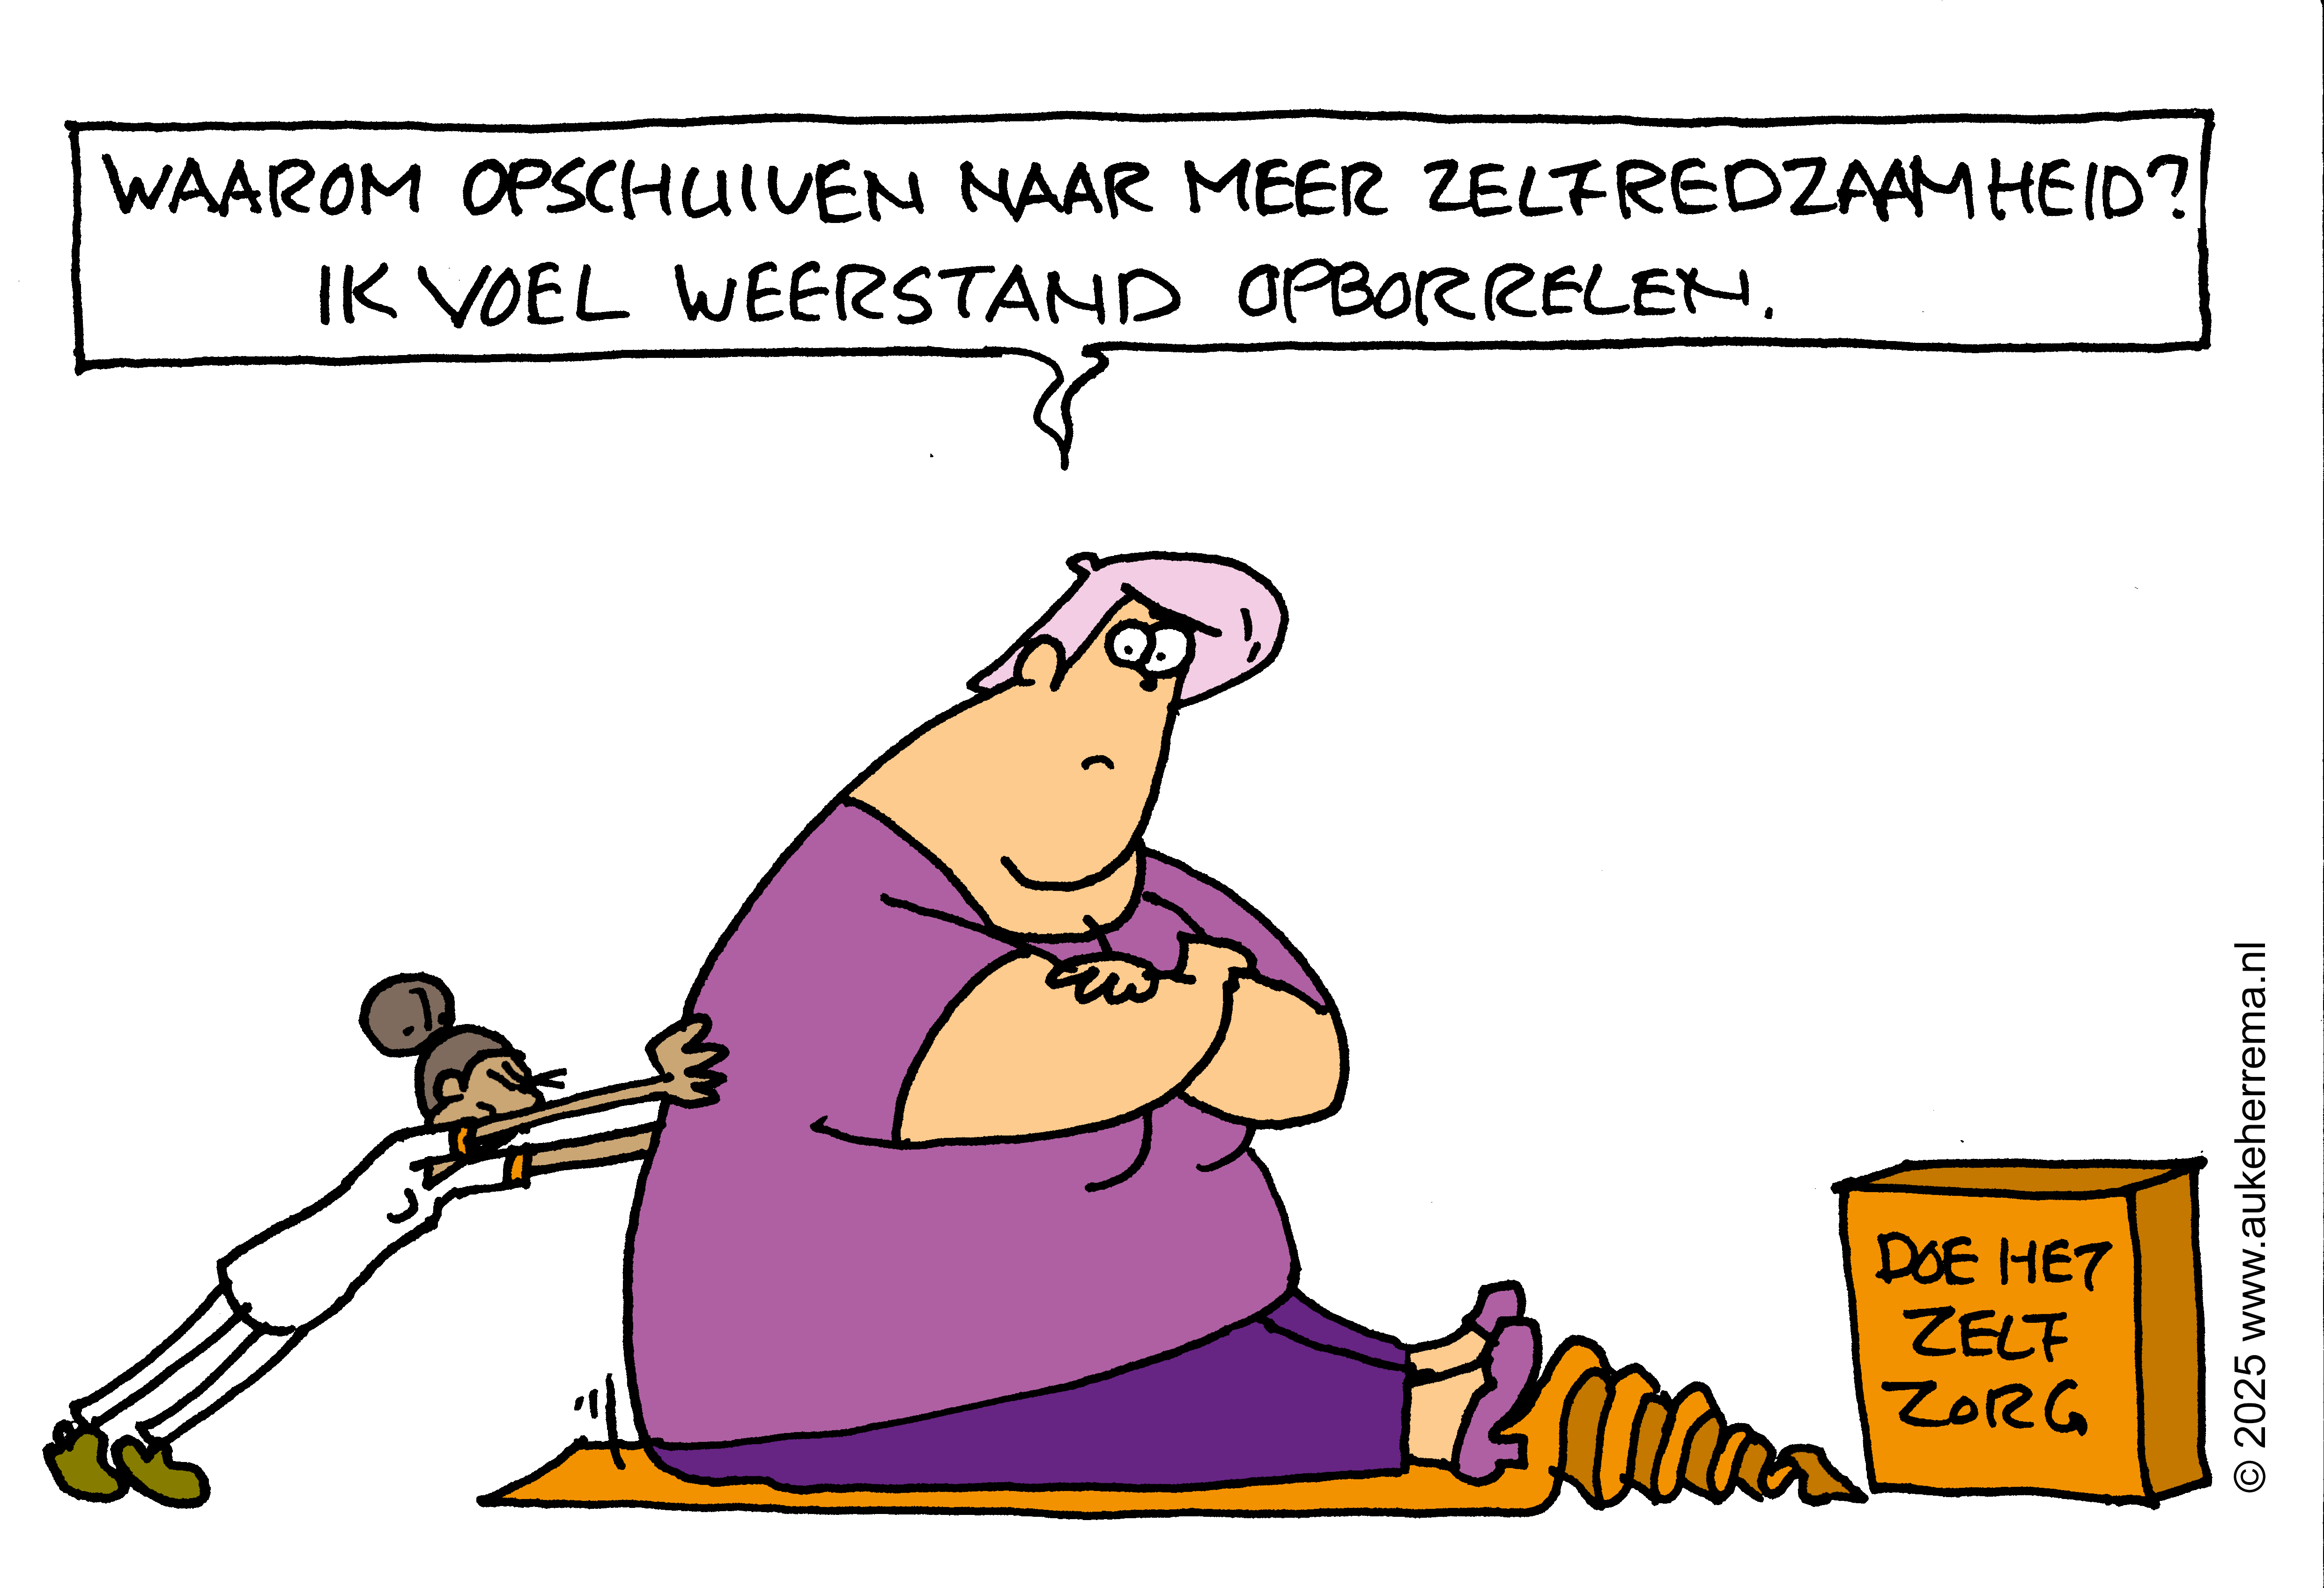 WAAROM OPSCHUIVEN NAAR MEER ZELFREDZAAMHEID?
IK VOEL WEERSTAND OPBORRELEN.
DOE HET
ZELF
ZORG
© 2025 www.aukeherrema.nl